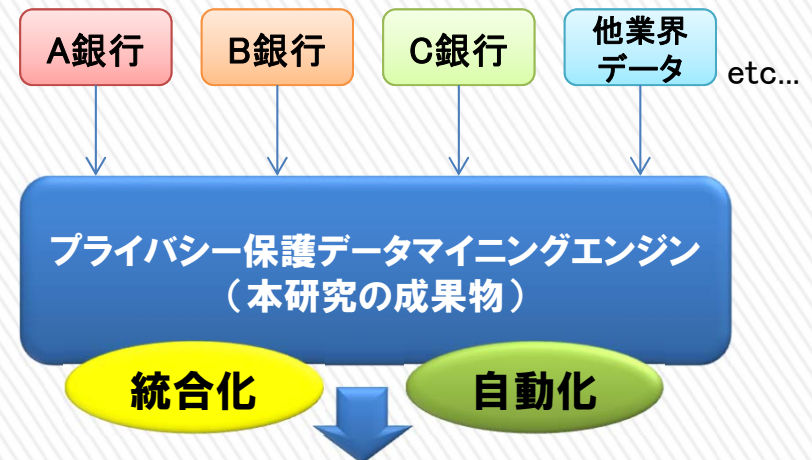 A銀行
B銀行
C銀行
他業界
データ
etc...
プライバシー保護データマイニングエンジン
（本研究の成果物）
統合化
自動化